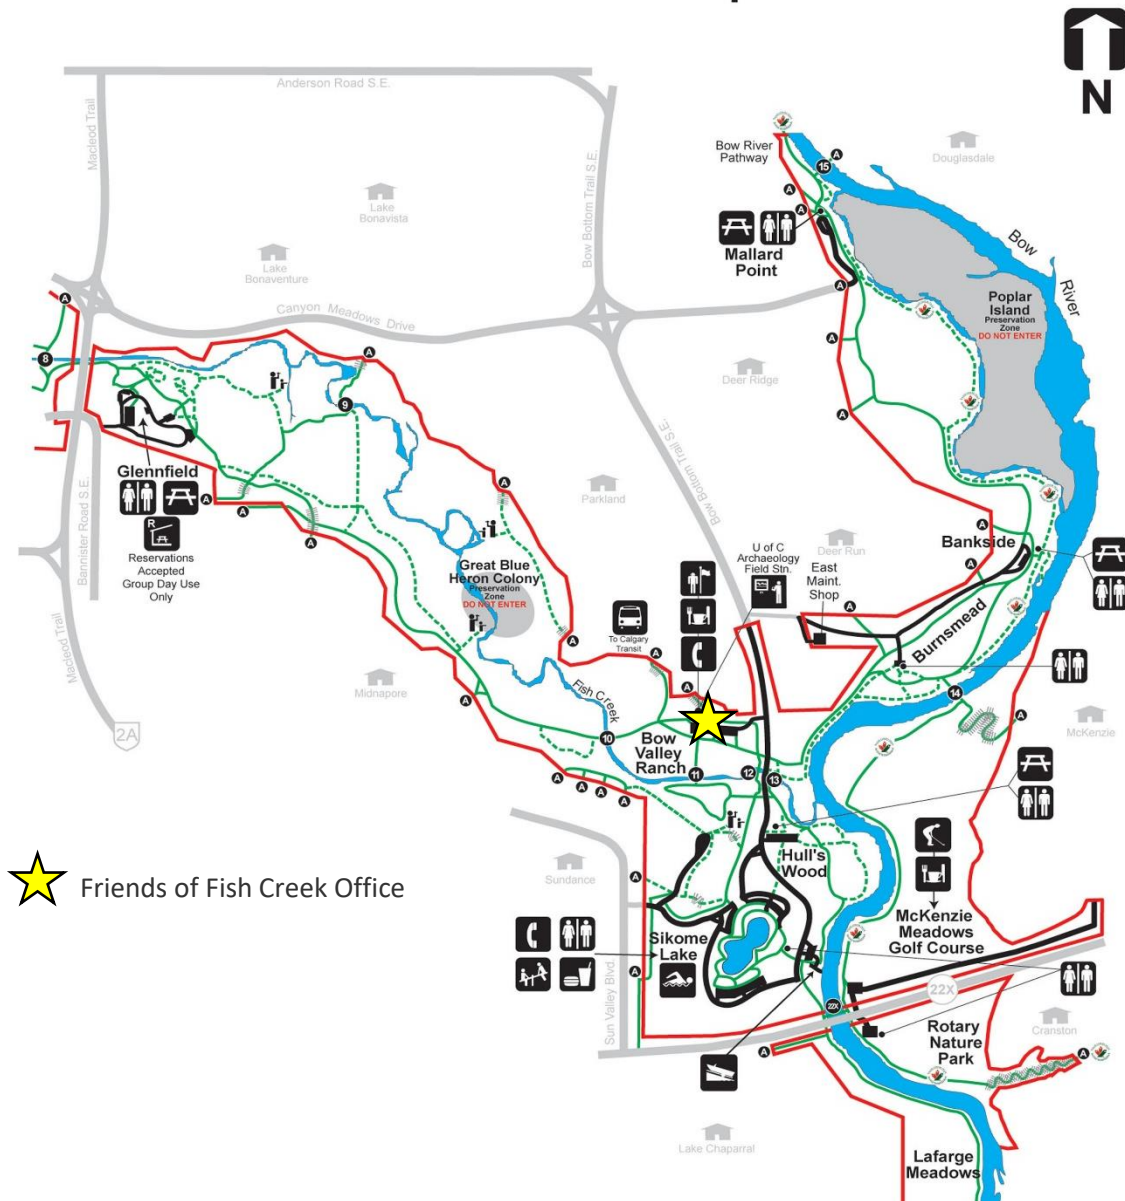 N
Anderson Road S.E.
Macleod Trail
Bow Bottom Trail S.E.
Bow River
Pathway
15
A
Douglasdale
Lake
Bonavista
A
A
Mallard
Point
Bow
River
Lake
Bonaventure
A
A
Canyon Meadows Drive
Poplar
Island
Preservation
Zone
DO NOT ENTER
A
8
A
Deer Ridge
9
A
Glennfield
A
A
R
Reservations
Accepted
Group Day Use
Only
A
A
Parkland
Bow Bottom Trail S.E.
Bannister Road S.E.
Macleod Trail
A
Bankside
Deer Run
U of C
Archaeology
Field Stn.
East
Maint.
Shop
A
A
Great Blue
Heron Colony
Preservation
Zone
DO NOT ENTER
To Calgary
Transit
A
A
Burnsmead
Midnapore
A
A
Fish Creek
14
A
McKenzie
2A
10
Bow
Valley
Ranch
11
12
13
A
A
A
A
Hull's
Wood
Sundance
A
Friends of Fish Creek Office
McKenzie
Meadows
Golf Course
Sikome
Lake
Sun Valley Blvd.
A
22X
22X
Rotary
Nature
Park
Cranston
A
A
Lake Chaparral
Lafarge
Meadows